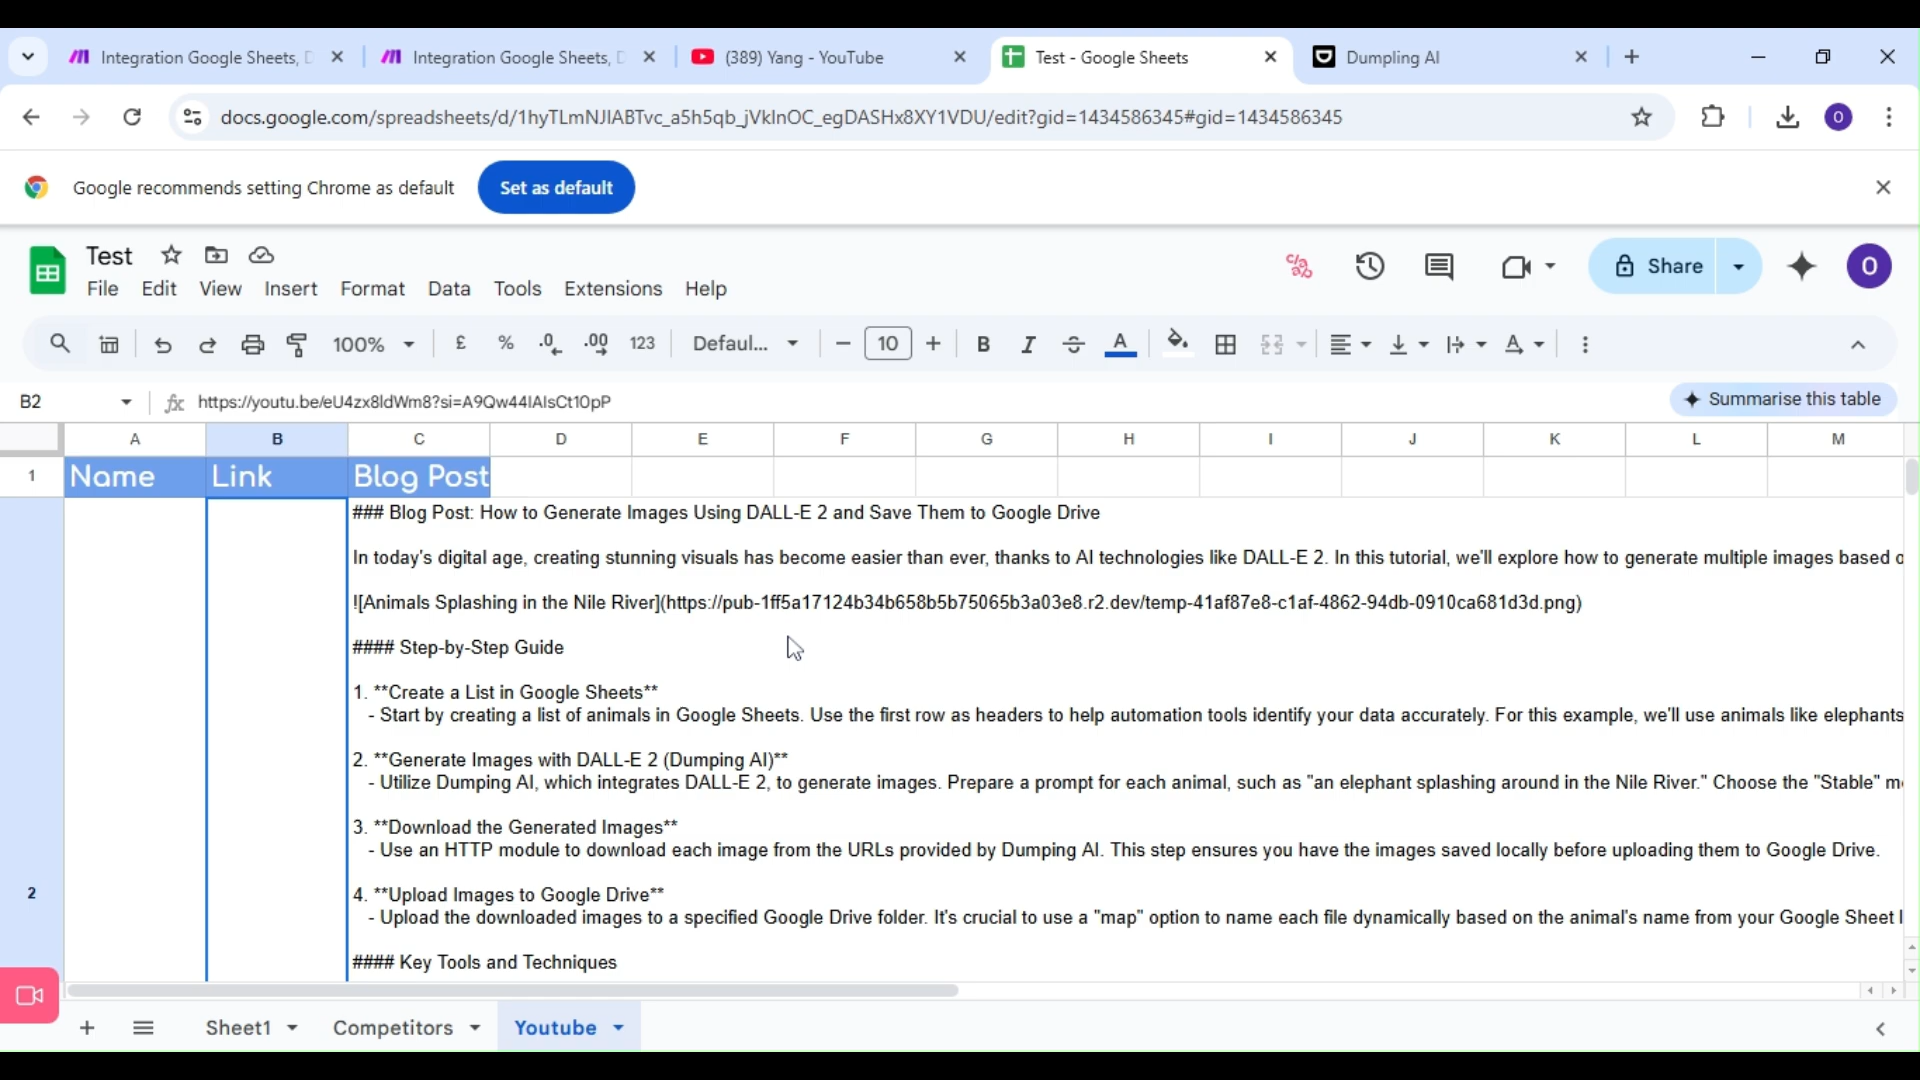 Integration Google Sheets, D
Integration Google Sheets, D
(389) Yang - YouTube
Test - Google Sheets
Dumpling AI
docs.google.com/spreadsheets/d/1hyTLmNJIABTvc_a5h5qb_jVkInOC_egDASHx8XY1VDU/edit?gid=1434586345#gid=1434586345
O
Google recommends setting Chrome as default
Set as default
Test
File Edit View Insert Format Data Tools Extensions Help
Share
O
100% £ % .0 .00 123 Defaul... 10 B I A
B2 fx https://youtu.be/eU4zx8ldWm8?si=A9Qw44IAlsCt10pP
Summarise this table
A B C D E F G H I J K L M
1 Name Link Blog Post
### Blog Post: How to Generate Images Using DALL-E 2 and Save Them to Google Drive
In today's digital age, creating stunning visuals has become easier than ever, thanks to AI technologies like DALL-E 2. In this tutorial, we'll explore how to generate multiple images based o
![Animals Splashing in the Nile River](https://pub-1ff5a17124b34b658b5b75065b3a03e8.r2.dev/temp-41af87e8-c1af-4862-94db-0910ca681d3d.png)
#### Step-by-Step Guide
1. **Create a List in Google Sheets**
- Start by creating a list of animals in Google Sheets. Use the first row as headers to help automation tools identify your data accurately. For this example, we'll use animals like elephants
2. **Generate Images with DALL-E 2 (Dumping AI)**
- Utilize Dumping AI, which integrates DALL-E 2, to generate images. Prepare a prompt for each animal, such as "an elephant splashing around in the Nile River." Choose the "Stable" m
3. **Download the Generated Images**
- Use an HTTP module to download each image from the URLs provided by Dumping AI. This step ensures you have the images saved locally before uploading them to Google Drive.
2
4. **Upload Images to Google Drive**
- Upload the downloaded images to a specified Google Drive folder. It's crucial to use a "map" option to name each file dynamically based on the animal's name from your Google Sheet l
#### Key Tools and Techniques
Sheet1 Competitors Youtube